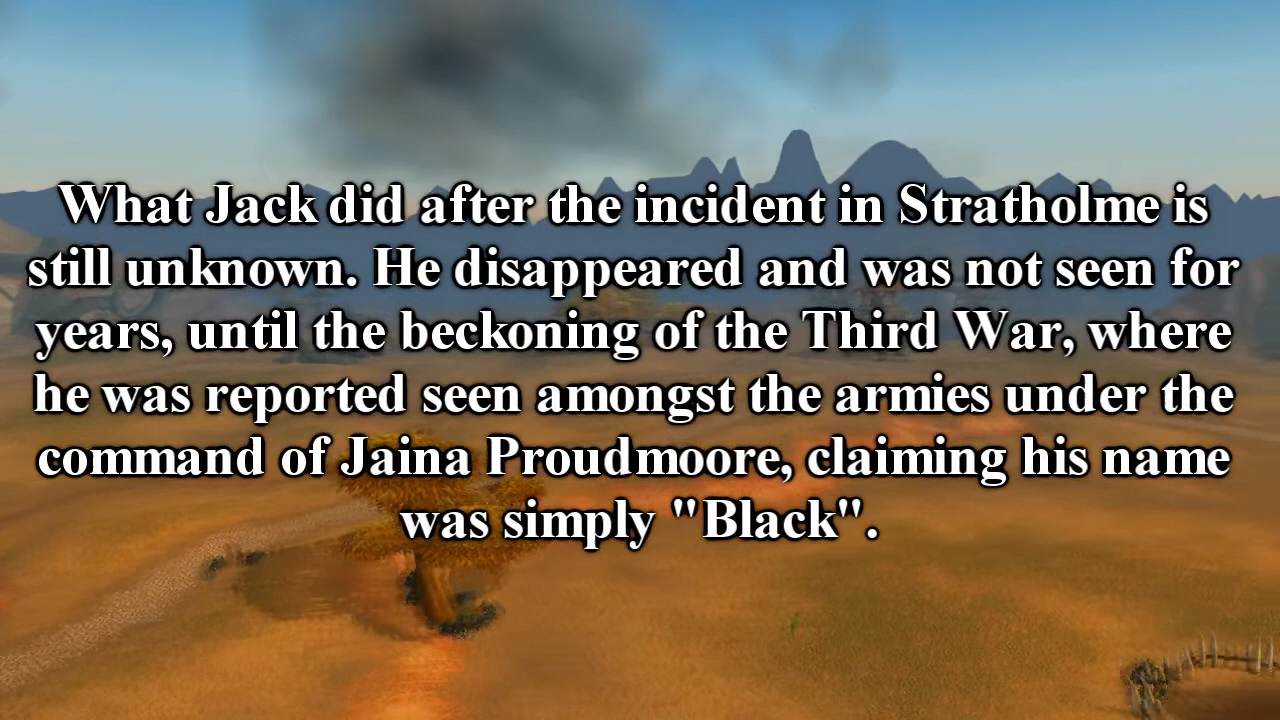 What Jack did after the incident in Stratholme is
still unknown. He disappeared and was not seen for
years, until the beckoning of the Third War, where
he was reported seen amongst the armies under the
command of Jaina Proudmoore, claiming his name
was simply "Black".